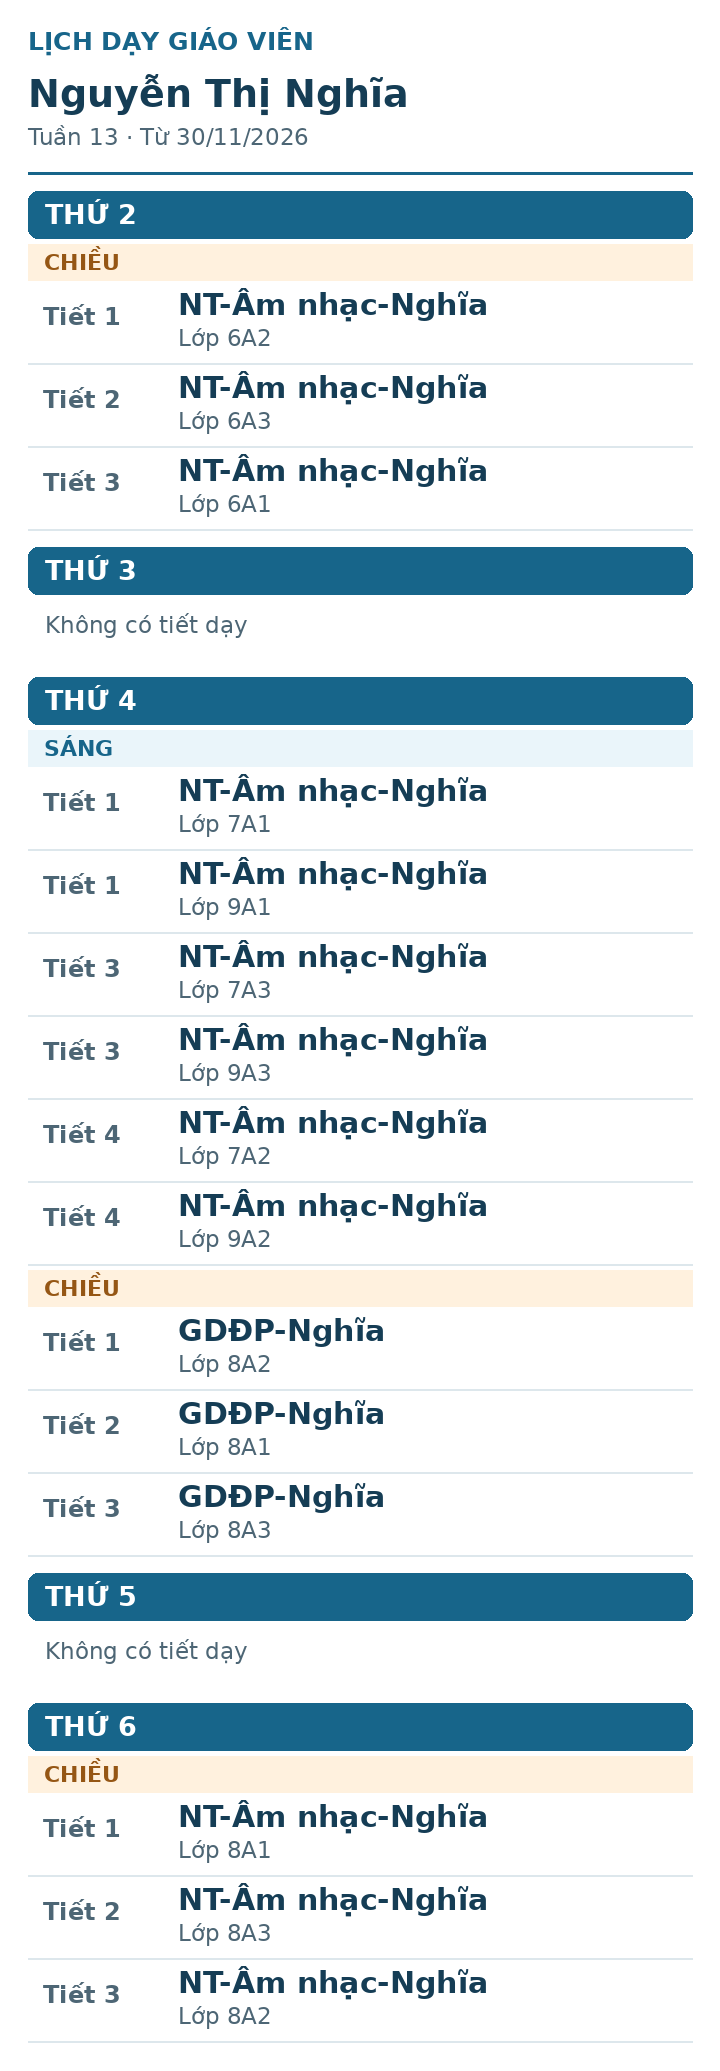 LỊCH DẠY GIÁO VIÊN
Nguyễn Thị Nghĩa
Tuần 13 · Từ 30/11/2026
THỨ 2
CHIỀU
Tiết 1 NT-Âm nhạc-Nghĩa
Lớp 6A2
Tiết 2 NT-Âm nhạc-Nghĩa
Lớp 6A3
Tiết 3 NT-Âm nhạc-Nghĩa
Lớp 6A1
THỨ 3
Không có tiết dạy
THỨ 4
SÁNG
Tiết 1 NT-Âm nhạc-Nghĩa
Lớp 7A1
Tiết 1 NT-Âm nhạc-Nghĩa
Lớp 9A1
Tiết 3 NT-Âm nhạc-Nghĩa
Lớp 7A3
Tiết 3 NT-Âm nhạc-Nghĩa
Lớp 9A3
Tiết 4 NT-Âm nhạc-Nghĩa
Lớp 7A2
Tiết 4 NT-Âm nhạc-Nghĩa
Lớp 9A2
CHIỀU
Tiết 1 GDĐP-Nghĩa
Lớp 8A2
Tiết 2 GDĐP-Nghĩa
Lớp 8A1
Tiết 3 GDĐP-Nghĩa
Lớp 8A3
THỨ 5
Không có tiết dạy
THỨ 6
CHIỀU
Tiết 1 NT-Âm nhạc-Nghĩa
Lớp 8A1
Tiết 2 NT-Âm nhạc-Nghĩa
Lớp 8A3
Tiết 3 NT-Âm nhạc-Nghĩa
Lớp 8A2